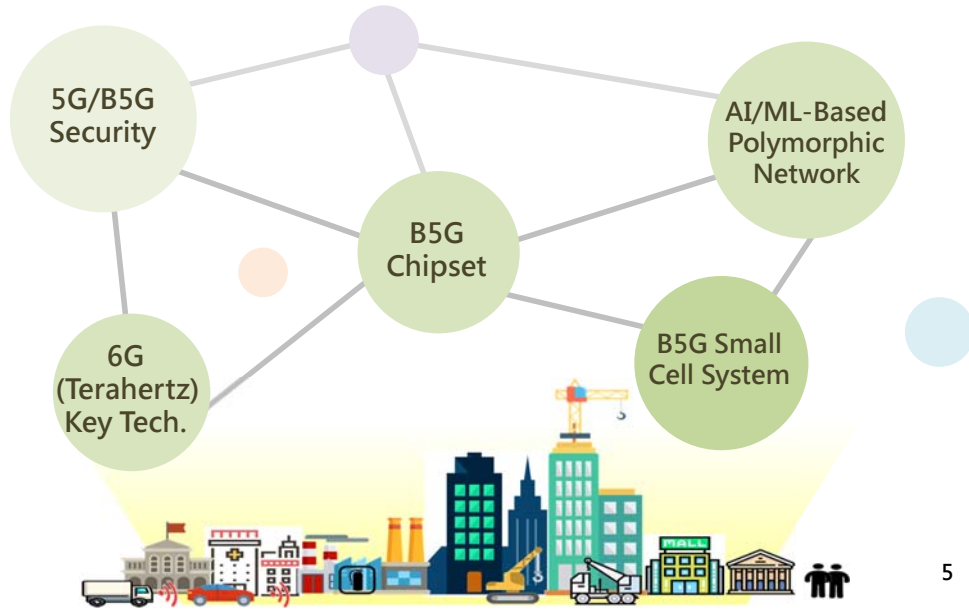 5G/B5G
Security
AI/ML-Based
Polymorphic
Network
B5G
Chipset
6G
(Terahertz)
Key Tech.
B5G Small
Cell System
MALL
5